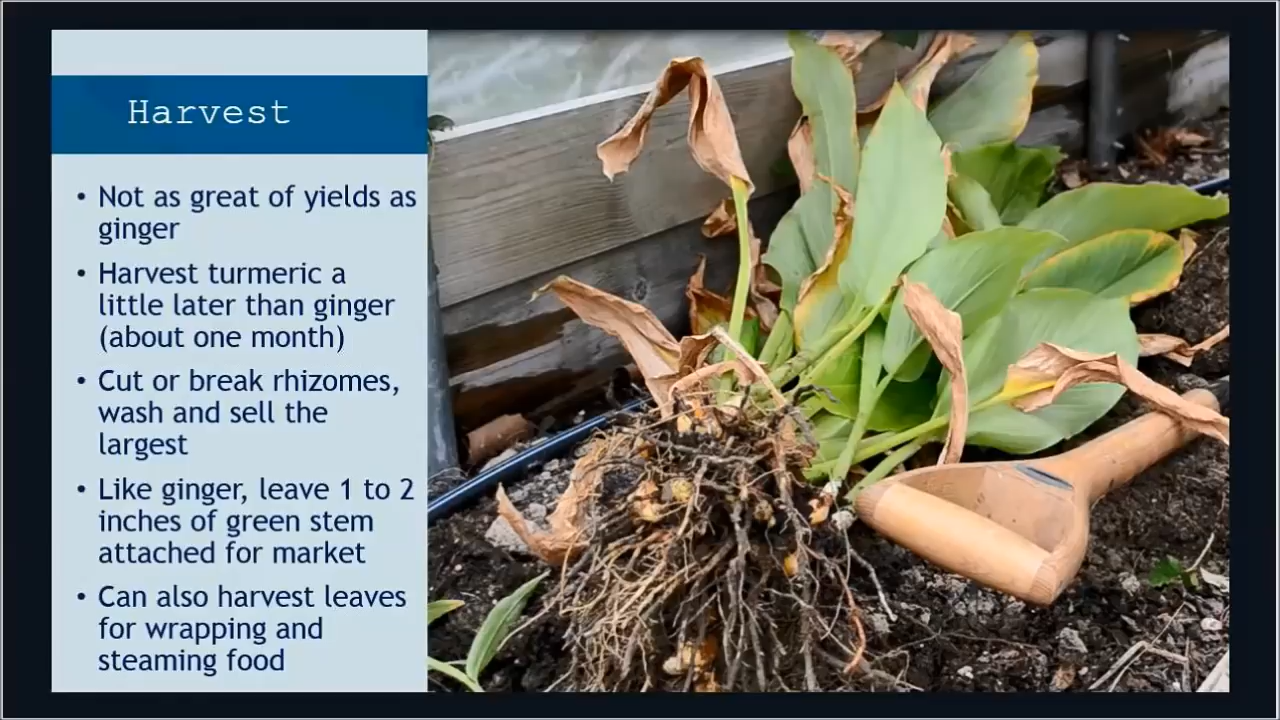 Harvest
• Not as great of yields as
ginger
• Harvest turmeric a
little later than ginger
(about one month)
• Cut or break rhizomes,
wash and sell the
largest
• Like ginger, leave 1 to 2
inches of green stem
attached for market
• Can also harvest leaves
for wrapping and
steaming food